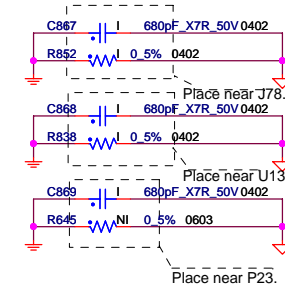 C867 I 680pF_X7R_50V 0402
R852 I 0_5% 0402
Place near J78.
C868 I 680pF_X7R_50V 0402
R838 I 0_5% 0402
Place near U13
C869 I 680pF_X7R_50V 0402
R645 NI 0_5% 0603
Place near P23.